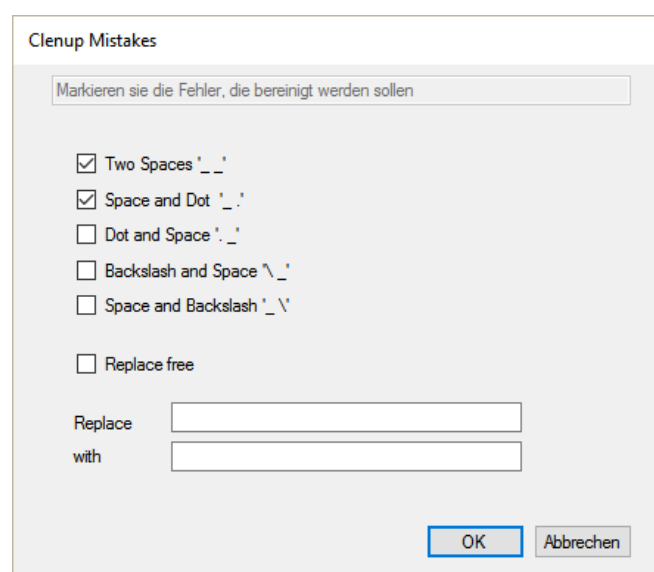 Clenup Mistakes
Markieren sie die Fehler, die bereinigt werden sollen
Two Spaces '_ _'
Space and Dot '_ .'
Dot and Space '. _'
Backslash and Space '\ _'
Space and Backslash '_ \'
Replace free
Replace
with
OK Abbrechen